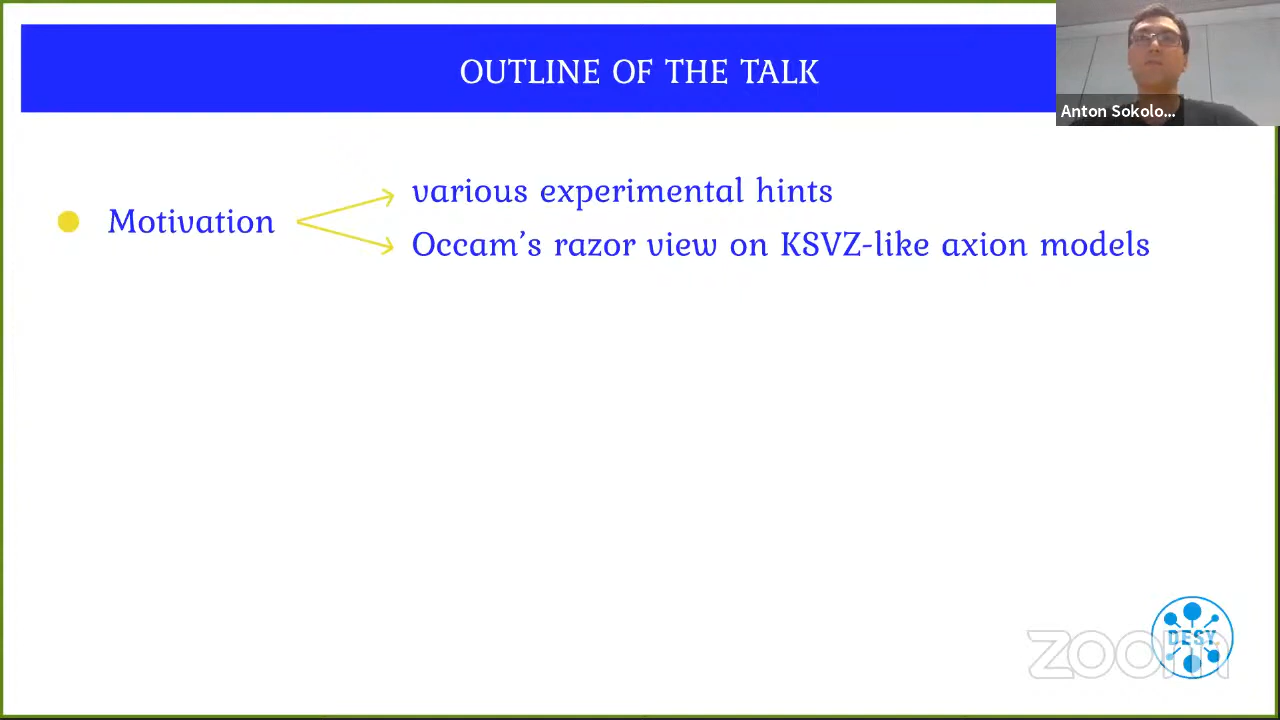 OUTLINE OF THE TALK
Anton Sokolo...
various experimental hints
Motivation
Occam's razor view on KSVZ-like axion models
DESY.
zoom